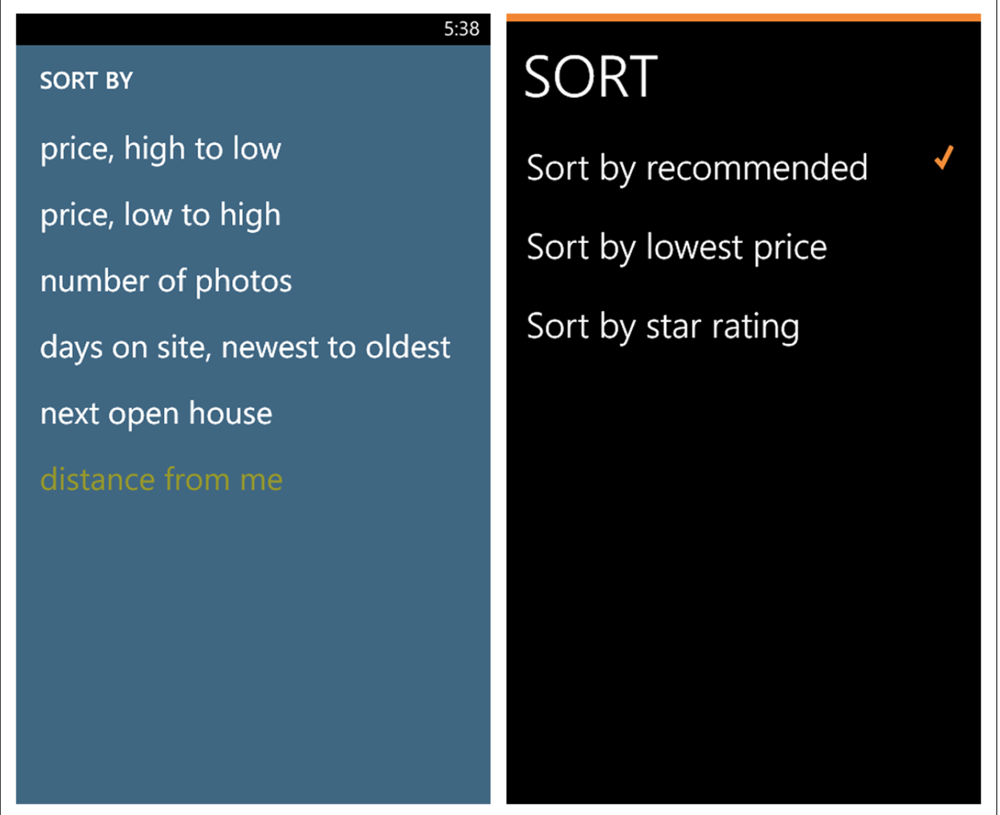 5:38
SORT BY
price, high to low
price, low to high
number of photos
days on site, newest to oldest
next open house
distance from me
SORT
Sort by recommended
Sort by lowest price
Sort by star rating